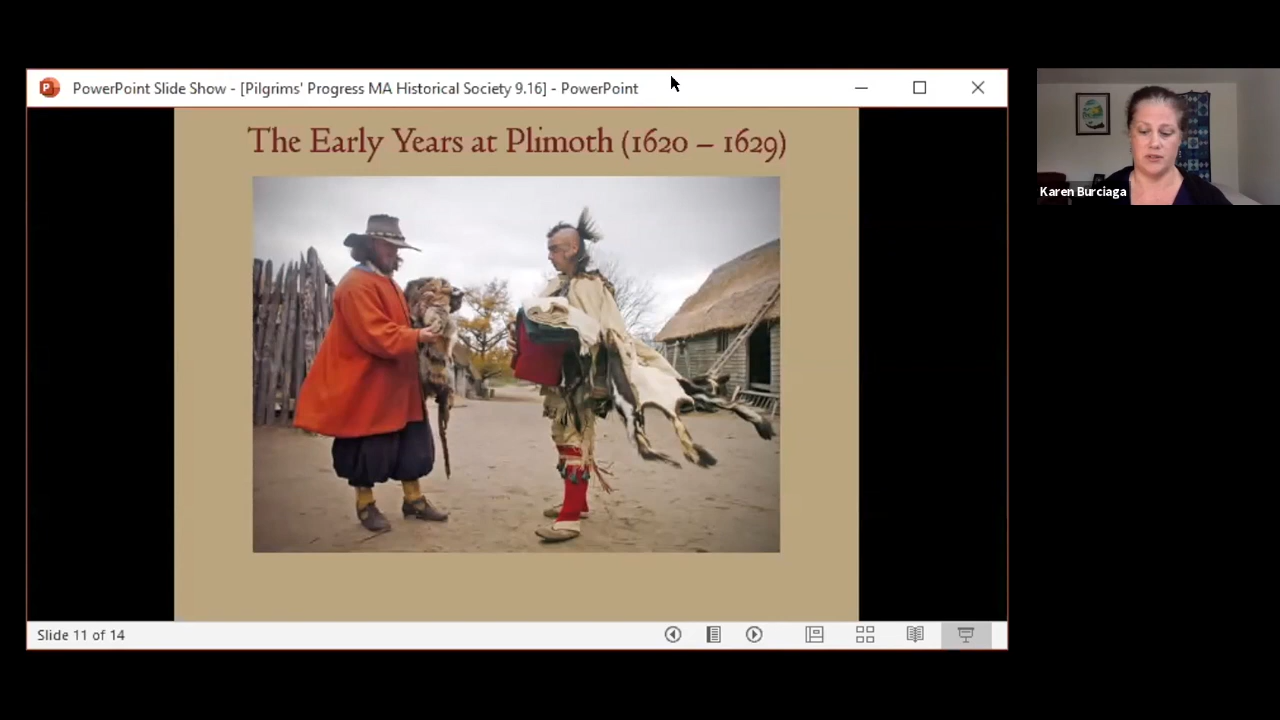 PowerPoint Slide Show - [Pilgrims' Progress MA Historical Society 9.16] - PowerPoint
The Early Years at Plimoth (1620 – 1629)
Karen Burciaga
Slide 11 of 14